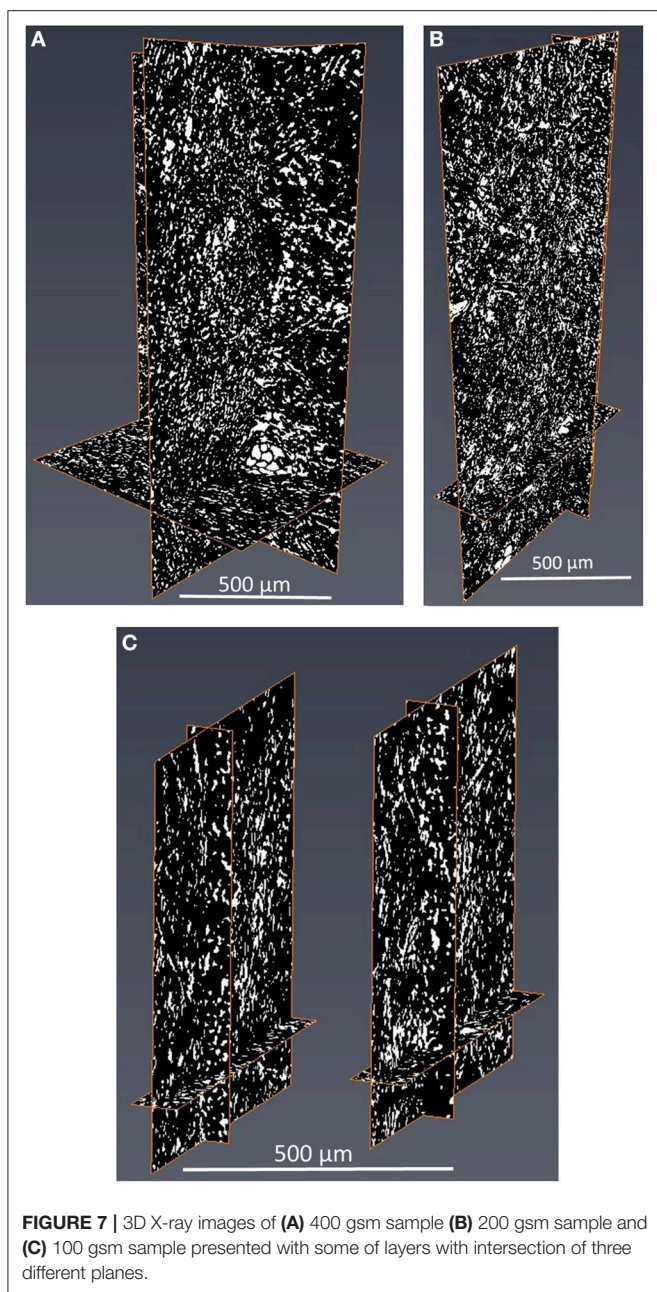 A
B
500 µm
500 µm
C
500 µm
FIGURE 7 | 3D X-ray images of (A) 400 gsm sample (B) 200 gsm sample and
(C) 100 gsm sample presented with some of layers with intersection of three
different planes.